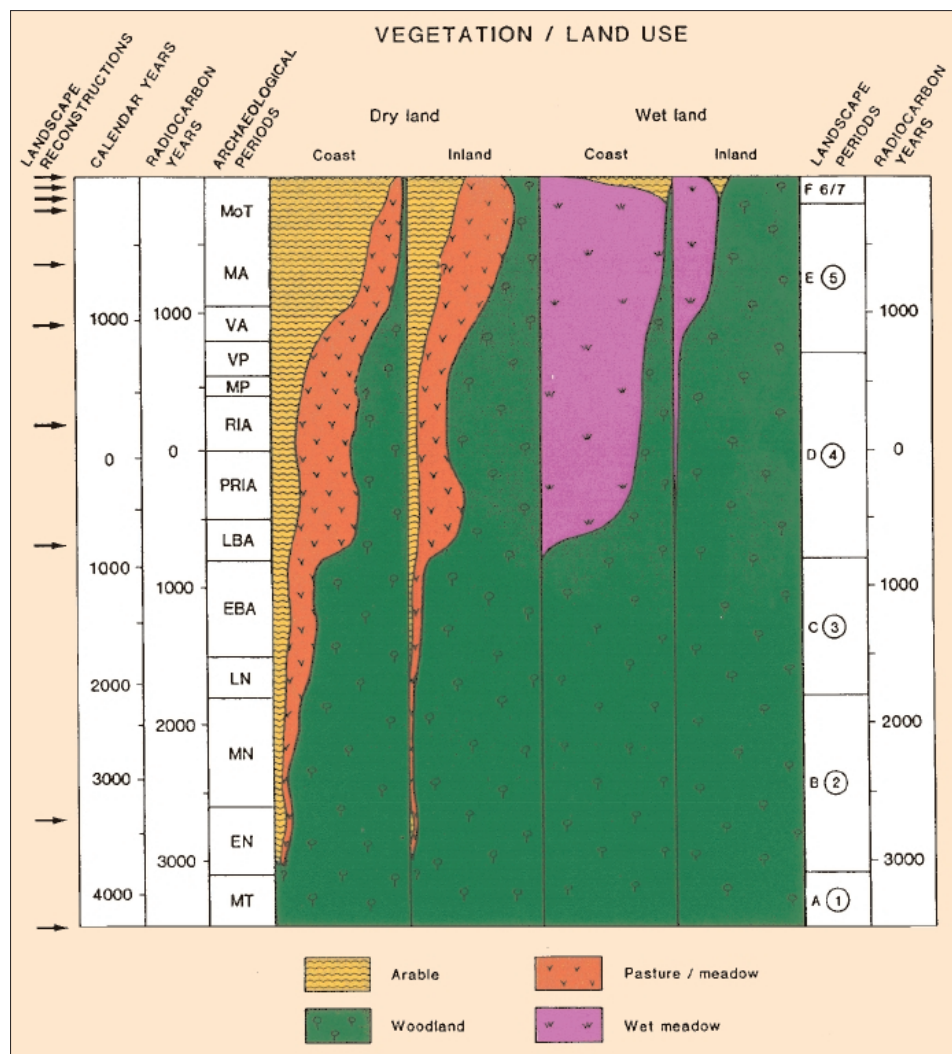 VEGETATION / LAND USE
LANDSCAPE
RECONSTRUCTIONS
CALENDAR YEARS
RADIOCARBON
YEARS
ARCHAEOLOGICAL
PERIODS
Dry land
Wet land
Coast
Inland
Coast
Inland
LANDSCAPE
PERIODS
RADIOCARBON
YEARS
MoT
F 6/7
MA
E 5
1000
1000
VA
1000
VP
MP
RIA
0
0
D 4
0
PRIA
LBA
1000
1000
EBA
1000
C 3
LN
2000
2000
2000
MN
3000
B 2
EN
3000
3000
4000
MT
A 1
Arable
Pasture / meadow
Woodland
Wet meadow